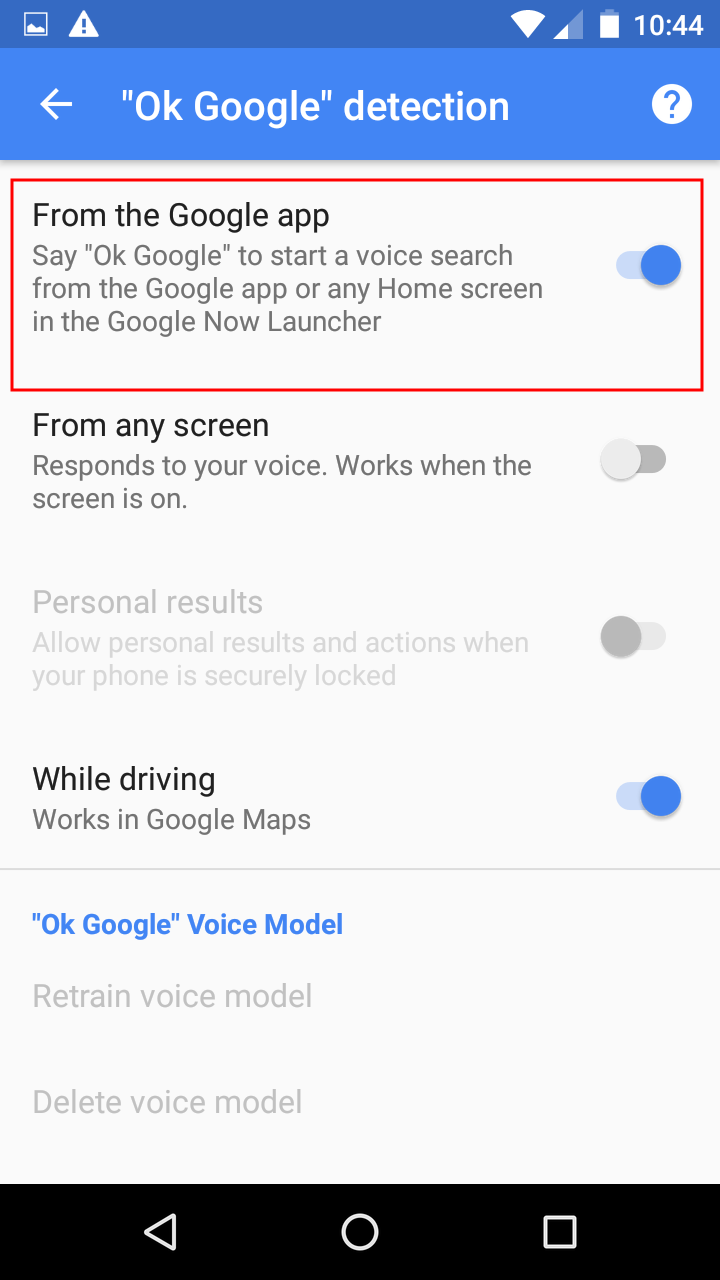 10:44
"Ok Google" detection
From the Google app
Say "Ok Google" to start a voice search
from the Google app or any Home screen
in the Google Now Launcher
From any screen
Responds to your voice. Works when the
screen is on.
Personal results
Allow personal results and actions when
your phone is securely locked
While driving
Works in Google Maps
"Ok Google" Voice Model
Retrain voice model
Delete voice model